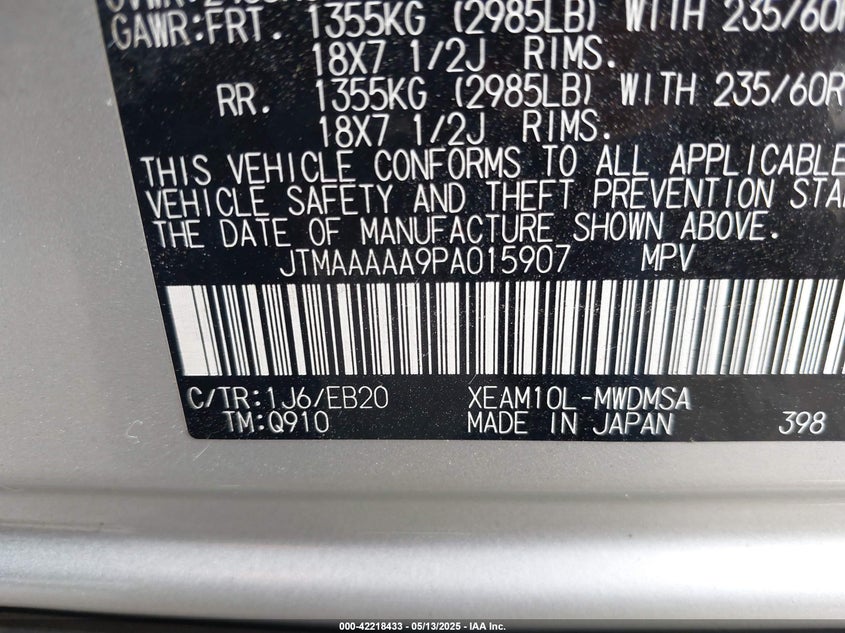 GAWR:FRT. 1355KG (2985LB) WITH 235/60R
18X7 1/2J RIMS.
RR. 1355KG (2985LB) WITH 235/60R
18X7 1/2J RIMS.
THIS VEHICLE CONFORMS TO ALL APPLICABLE
VEHICLE SAFETY AND THEFT PREVENTION STA
THE DATE OF MANUFACTURE SHOWN ABOVE.
JTMAAAAA9PA015907 MPV
C/TR:1J6/EB20 XEAM10L-MWDMSA
TM:Q910 MADE IN JAPAN 398
000-42218433 - 05/13/2025 - IAA Inc.